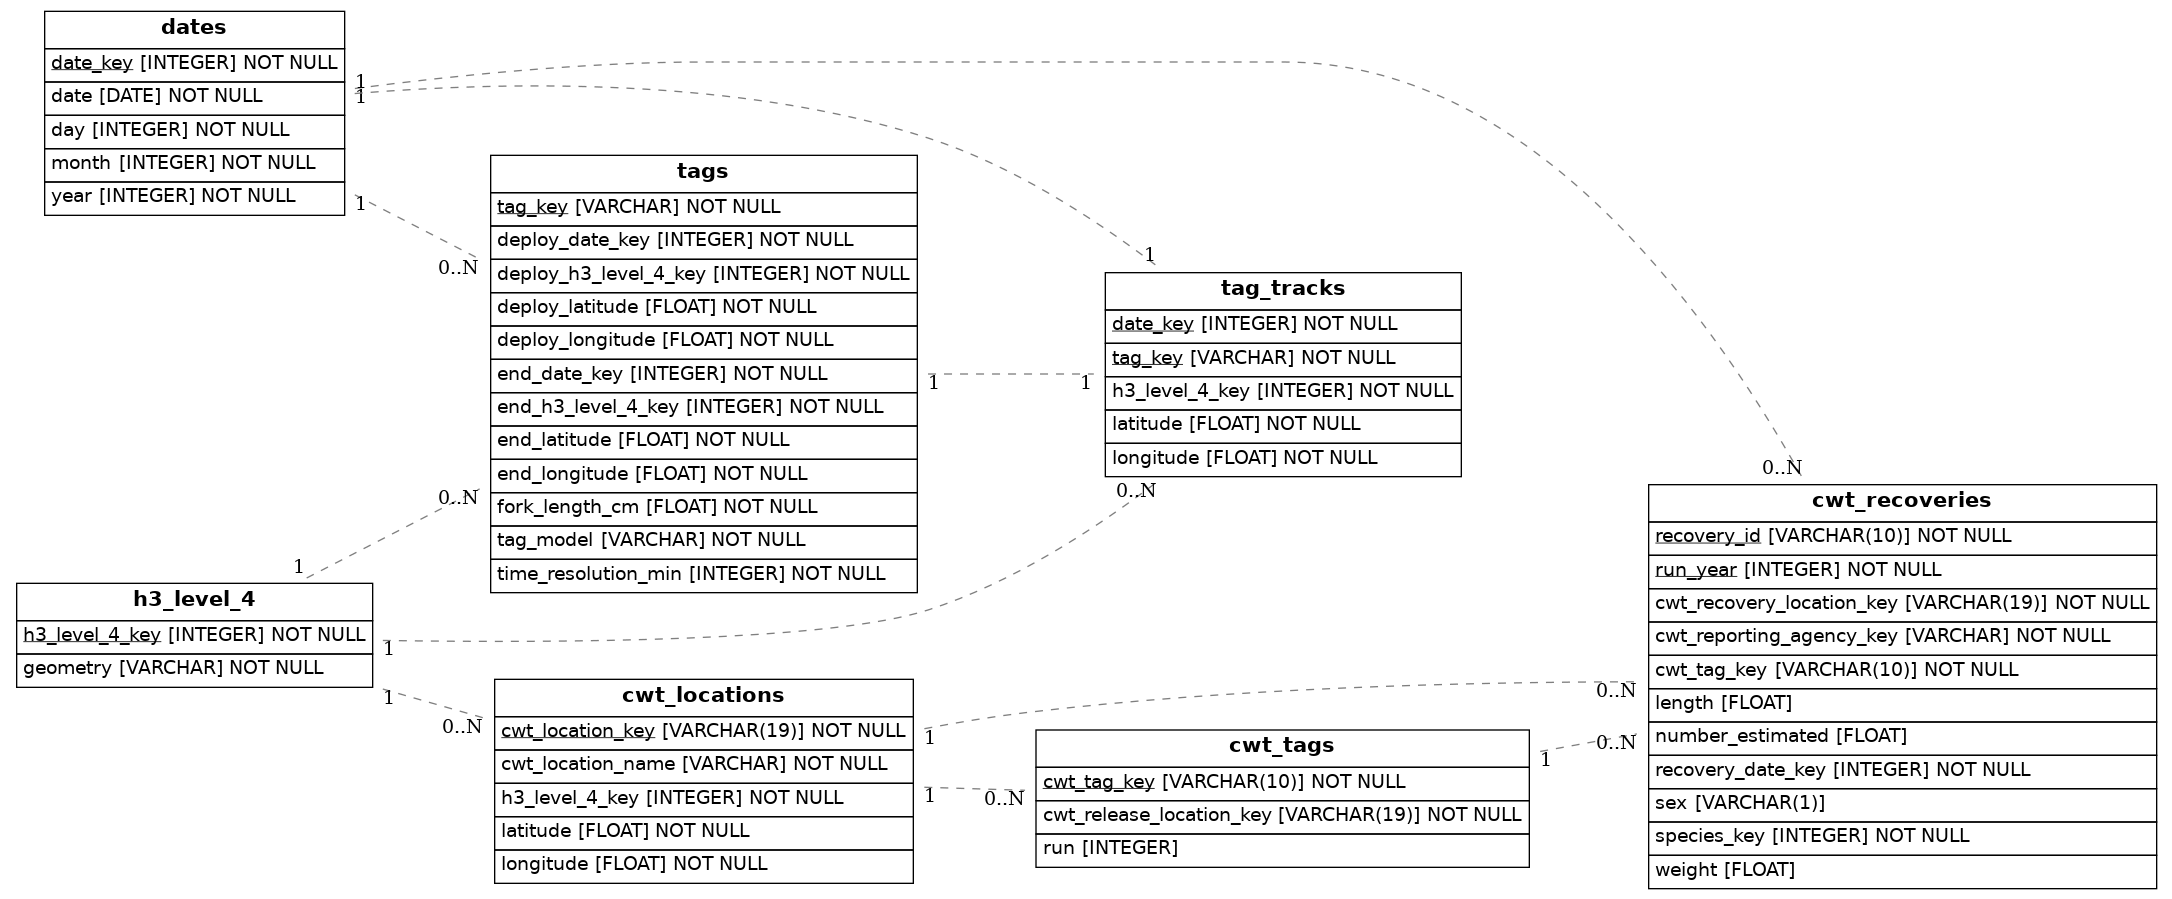 dates
date_key [INTEGER] NOT NULL
date [DATE] NOT NULL
day [INTEGER] NOT NULL
month [INTEGER] NOT NULL
year [INTEGER] NOT NULL
1
1
1
0..N
tags
tag_key [VARCHAR] NOT NULL
deploy_date_key [INTEGER] NOT NULL
deploy_h3_level_4_key [INTEGER] NOT NULL
deploy_latitude [FLOAT] NOT NULL
deploy_longitude [FLOAT] NOT NULL
end_date_key [INTEGER] NOT NULL
end_h3_level_4_key [INTEGER] NOT NULL
end_latitude [FLOAT] NOT NULL
end_longitude [FLOAT] NOT NULL
fork_length_cm [FLOAT] NOT NULL
tag_model [VARCHAR] NOT NULL
time_resolution_min [INTEGER] NOT NULL
1
1
1
tag_tracks
date_key [INTEGER] NOT NULL
tag_key [VARCHAR] NOT NULL
h3_level_4_key [INTEGER] NOT NULL
latitude [FLOAT] NOT NULL
longitude [FLOAT] NOT NULL
0..N
0..N
1
h3_level_4
h3_level_4_key [INTEGER] NOT NULL
geometry [VARCHAR] NOT NULL
1
1
0..N
cwt_locations
cwt_location_key [VARCHAR(19)] NOT NULL
cwt_location_name [VARCHAR] NOT NULL
h3_level_4_key [INTEGER] NOT NULL
latitude [FLOAT] NOT NULL
longitude [FLOAT] NOT NULL
1
1
0..N
cwt_tags
cwt_tag_key [VARCHAR(10)] NOT NULL
cwt_release_location_key [VARCHAR(19)] NOT NULL
run [INTEGER]
1
0..N
0..N
0..N
cwt_recoveries
recovery_id [VARCHAR(10)] NOT NULL
run_year [INTEGER] NOT NULL
cwt_recovery_location_key [VARCHAR(19)] NOT NULL
cwt_reporting_agency_key [VARCHAR] NOT NULL
cwt_tag_key [VARCHAR(10)] NOT NULL
length [FLOAT]
number_estimated [FLOAT]
recovery_date_key [INTEGER] NOT NULL
sex [VARCHAR(1)]
species_key [INTEGER] NOT NULL
weight [FLOAT]